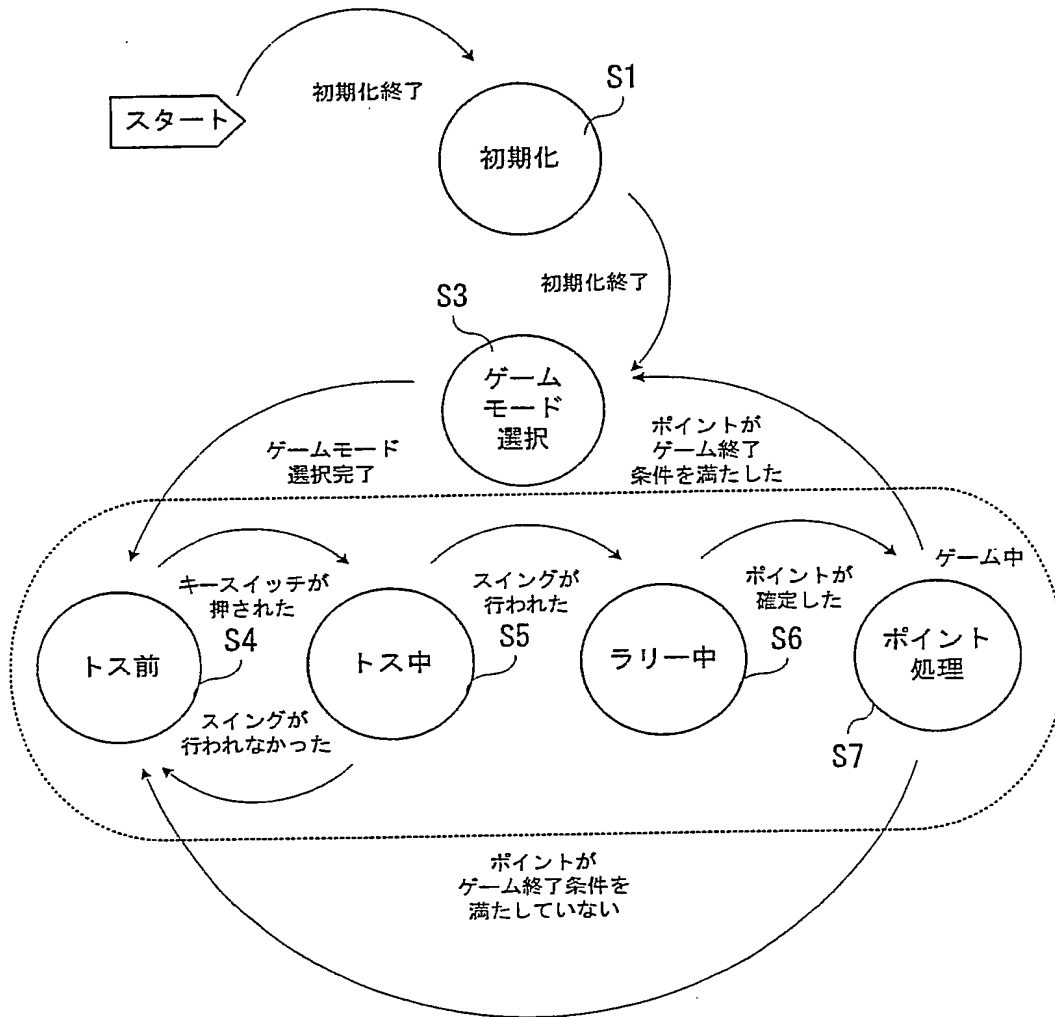 スタート
初期化終了
S1
初期化
初期化終了
S3
ゲーム
モード
選択
ゲームモード
選択完了
ポイントが
ゲーム終了
条件を満たした
ゲーム中
キースイッチが
押された
スイングが
行われた
ポイントが
確定した
S4
トス前
S5
トス中
S6
ラリー中
S7
ポイント
処理
スイングが
行われなかった
ポイントが
ゲーム終了条件を
満たしていない